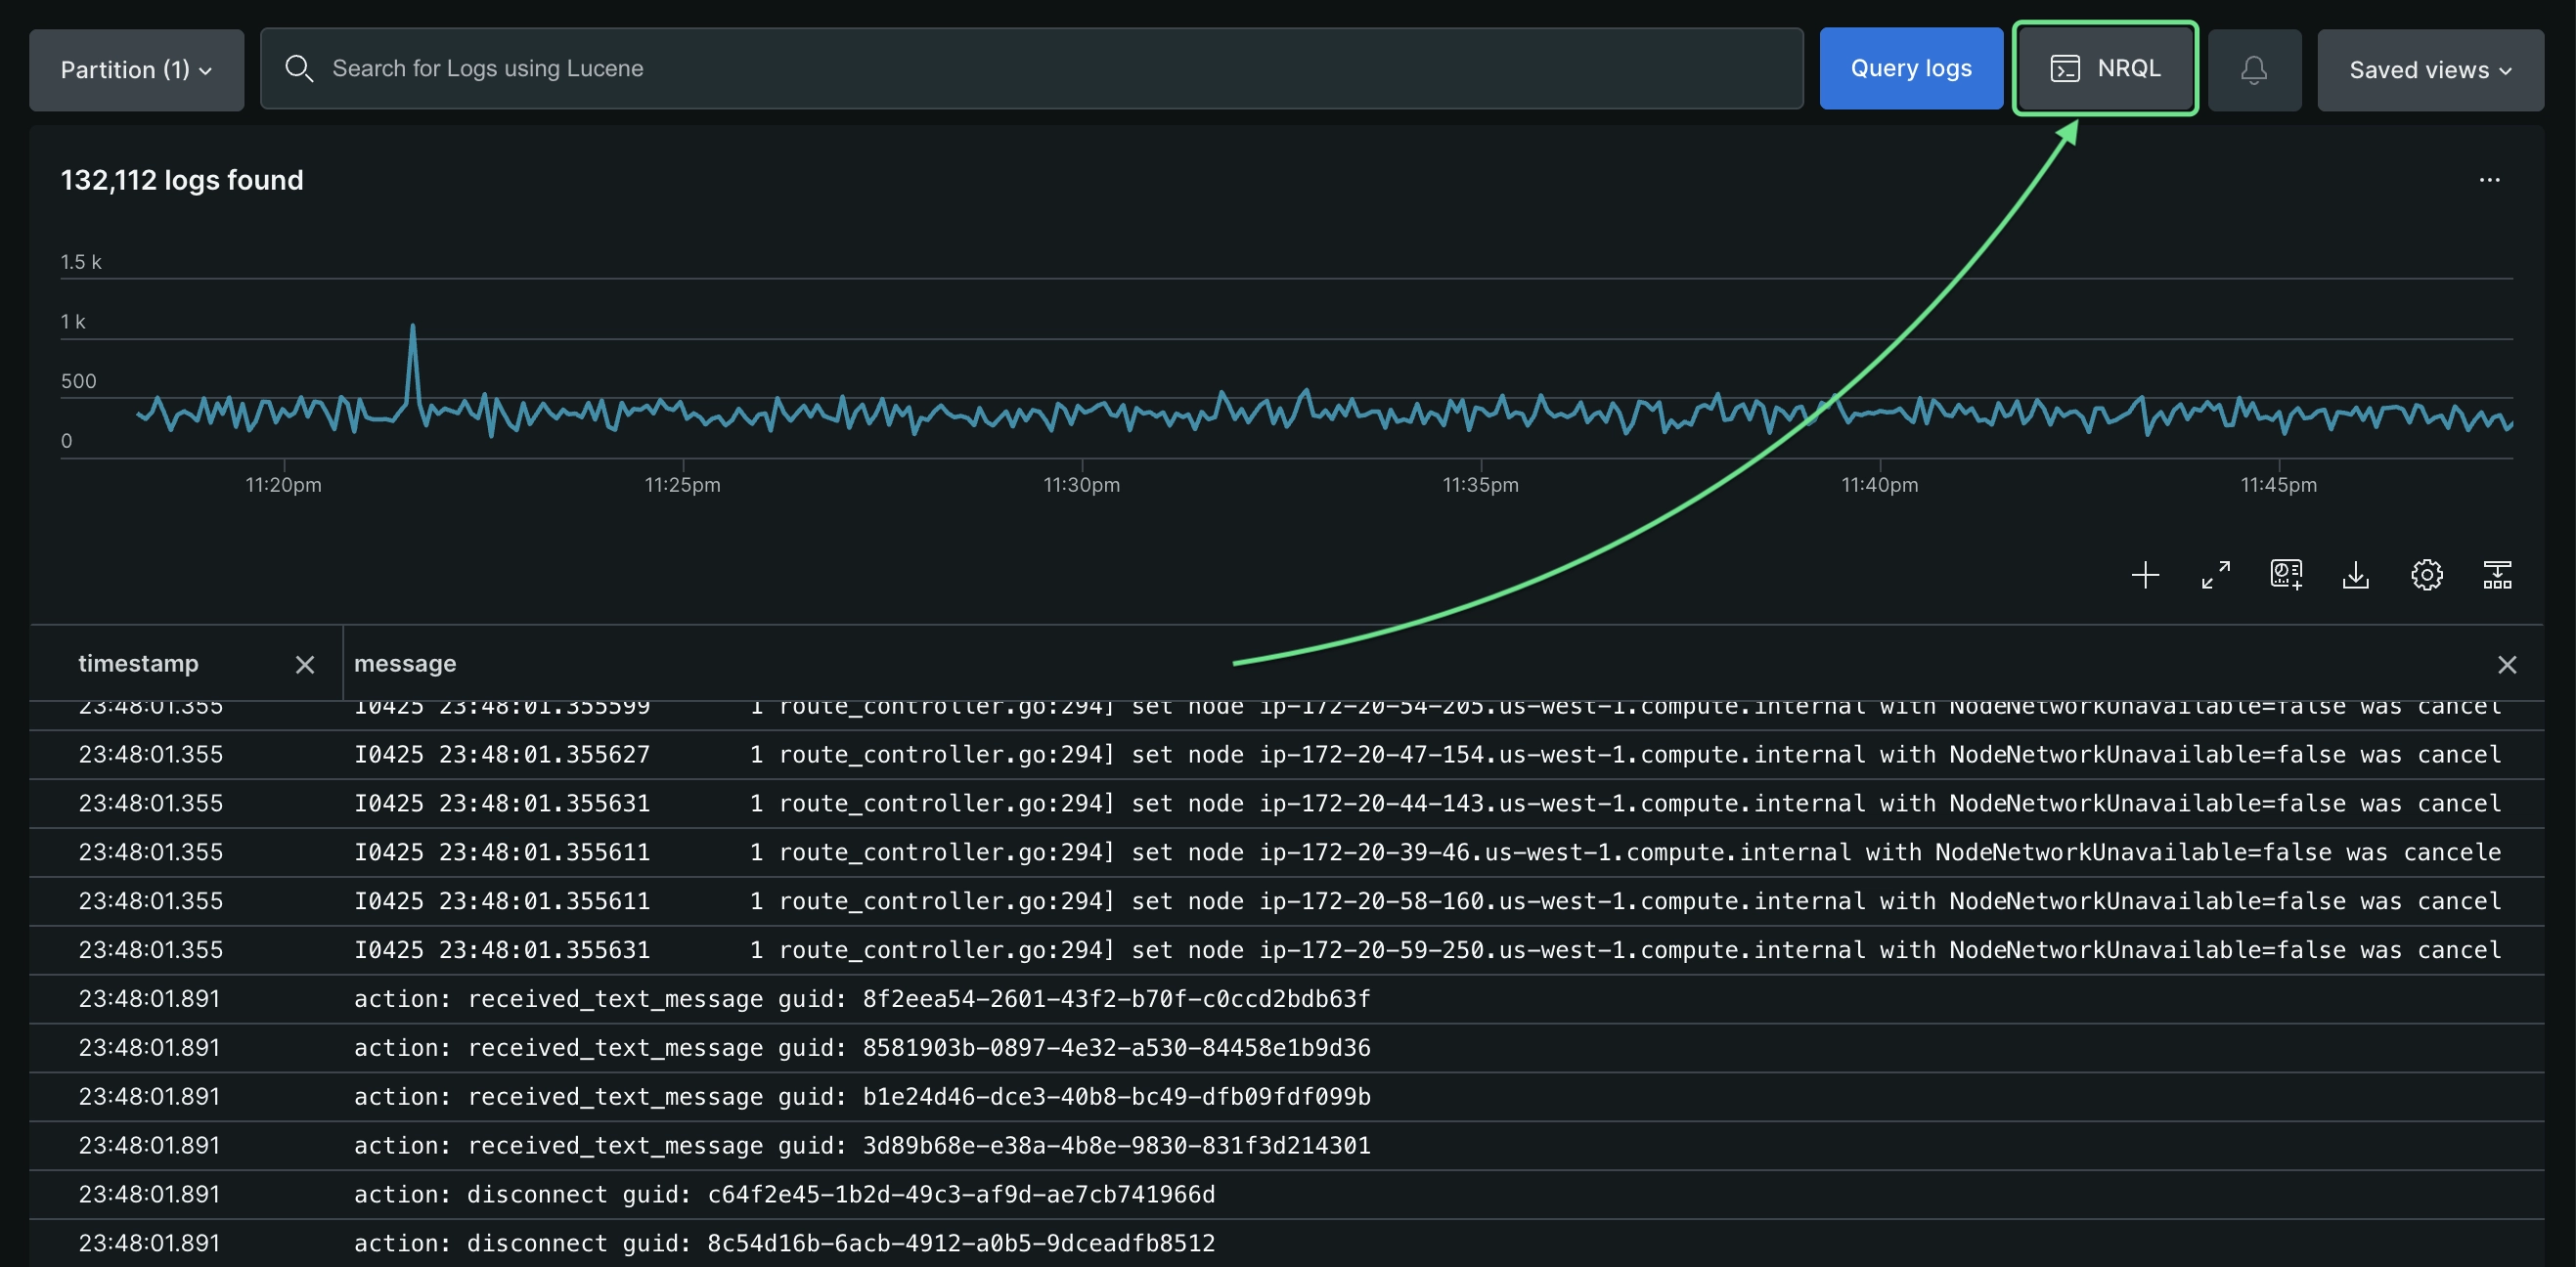 Partition (1)
Search for Logs using Lucene
Query logs
NRQL
Saved views
132,112 logs found
1.5 k
1 k
500
0
11:20pm 11:25pm 11:30pm 11:35pm 11:40pm 11:45pm
timestamp message
23:48:01.355 I0425 23:48:01.355599 1 route_controller.go:294] set node ip-172-20-54-205.us-west-1.compute.internal with NodeNetworkUnavailable=false was cancel
23:48:01.355 I0425 23:48:01.355627 1 route_controller.go:294] set node ip-172-20-47-154.us-west-1.compute.internal with NodeNetworkUnavailable=false was cancel
23:48:01.355 I0425 23:48:01.355631 1 route_controller.go:294] set node ip-172-20-44-143.us-west-1.compute.internal with NodeNetworkUnavailable=false was cancel
23:48:01.355 I0425 23:48:01.355611 1 route_controller.go:294] set node ip-172-20-39-46.us-west-1.compute.internal with NodeNetworkUnavailable=false was cancele
23:48:01.355 I0425 23:48:01.355611 1 route_controller.go:294] set node ip-172-20-58-160.us-west-1.compute.internal with NodeNetworkUnavailable=false was cancel
23:48:01.355 I0425 23:48:01.355631 1 route_controller.go:294] set node ip-172-20-59-250.us-west-1.compute.internal with NodeNetworkUnavailable=false was cancel
23:48:01.891 action: received_text_message guid: 8f2eea54-2601-43f2-b70f-c0ccd2bdb63f
23:48:01.891 action: received_text_message guid: 8581903b-0897-4e32-a530-84458e1b9d36
23:48:01.891 action: received_text_message guid: b1e24d46-dce3-40b8-bc49-dfb09fdf099b
23:48:01.891 action: received_text_message guid: 3d89b68e-e38a-4b8e-9830-831f3d214301
23:48:01.891 action: disconnect guid: c64f2e45-1b2d-49c3-af9d-ae7cb741966d
23:48:01.891 action: disconnect guid: 8c54d16b-6acb-4912-a0b5-9dceadfb8512